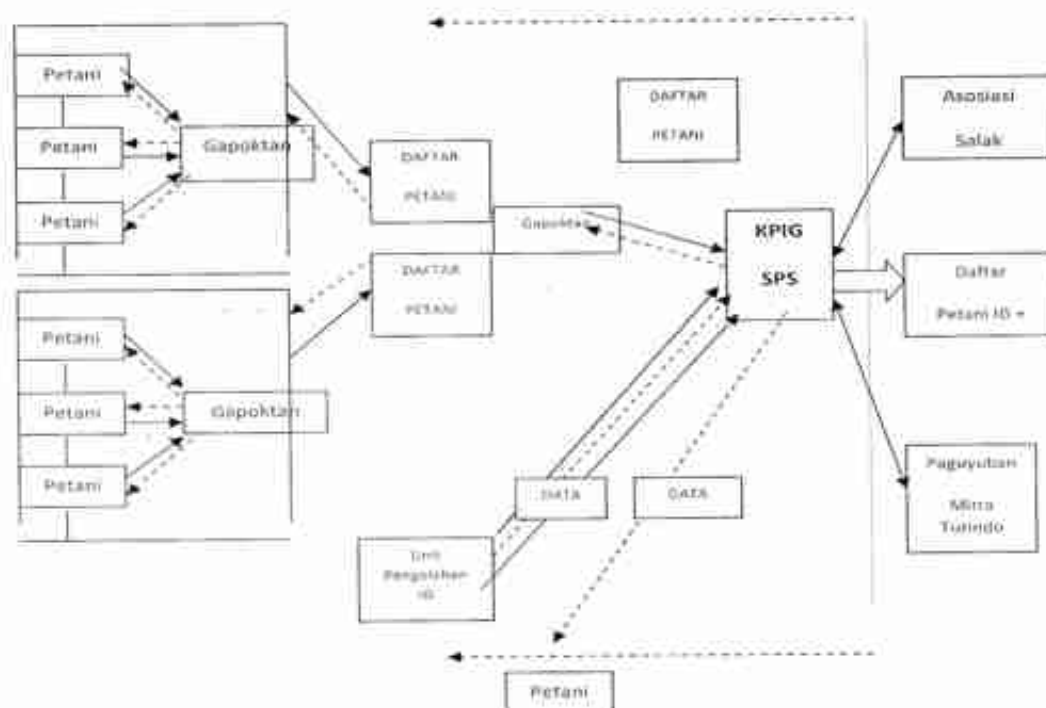 Petani
Petani
Petani
Gapoktan
Petani
Petani
Petani
Gapoktan
DAFTAR
PETANI
DAFTAR
PETANI
Gapoktan
DAFTAR
PETANI
KPIG
SPS
Asosiasi
Salak
Daftar
Petani IG +
Paguyuban
Mitra
Turindo
DATA
DATA
Unit
Pengolahan
IG
Petani